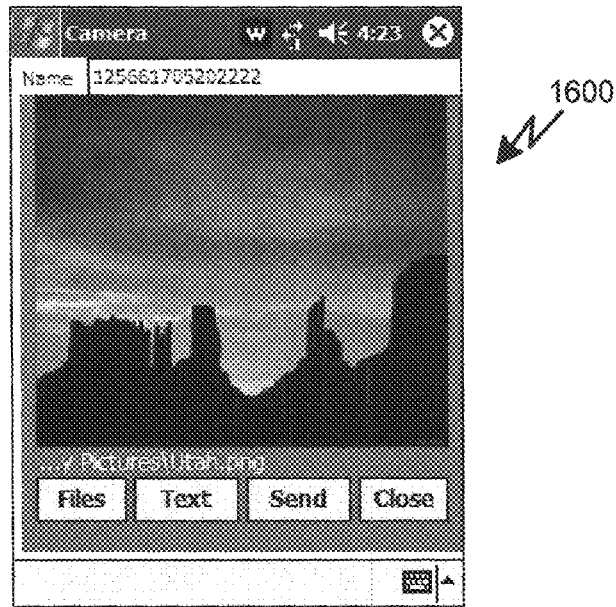 Camera W 4:23
Name 125661705202222
1600
...\Pictures\Utah.png
Files Text Send Close